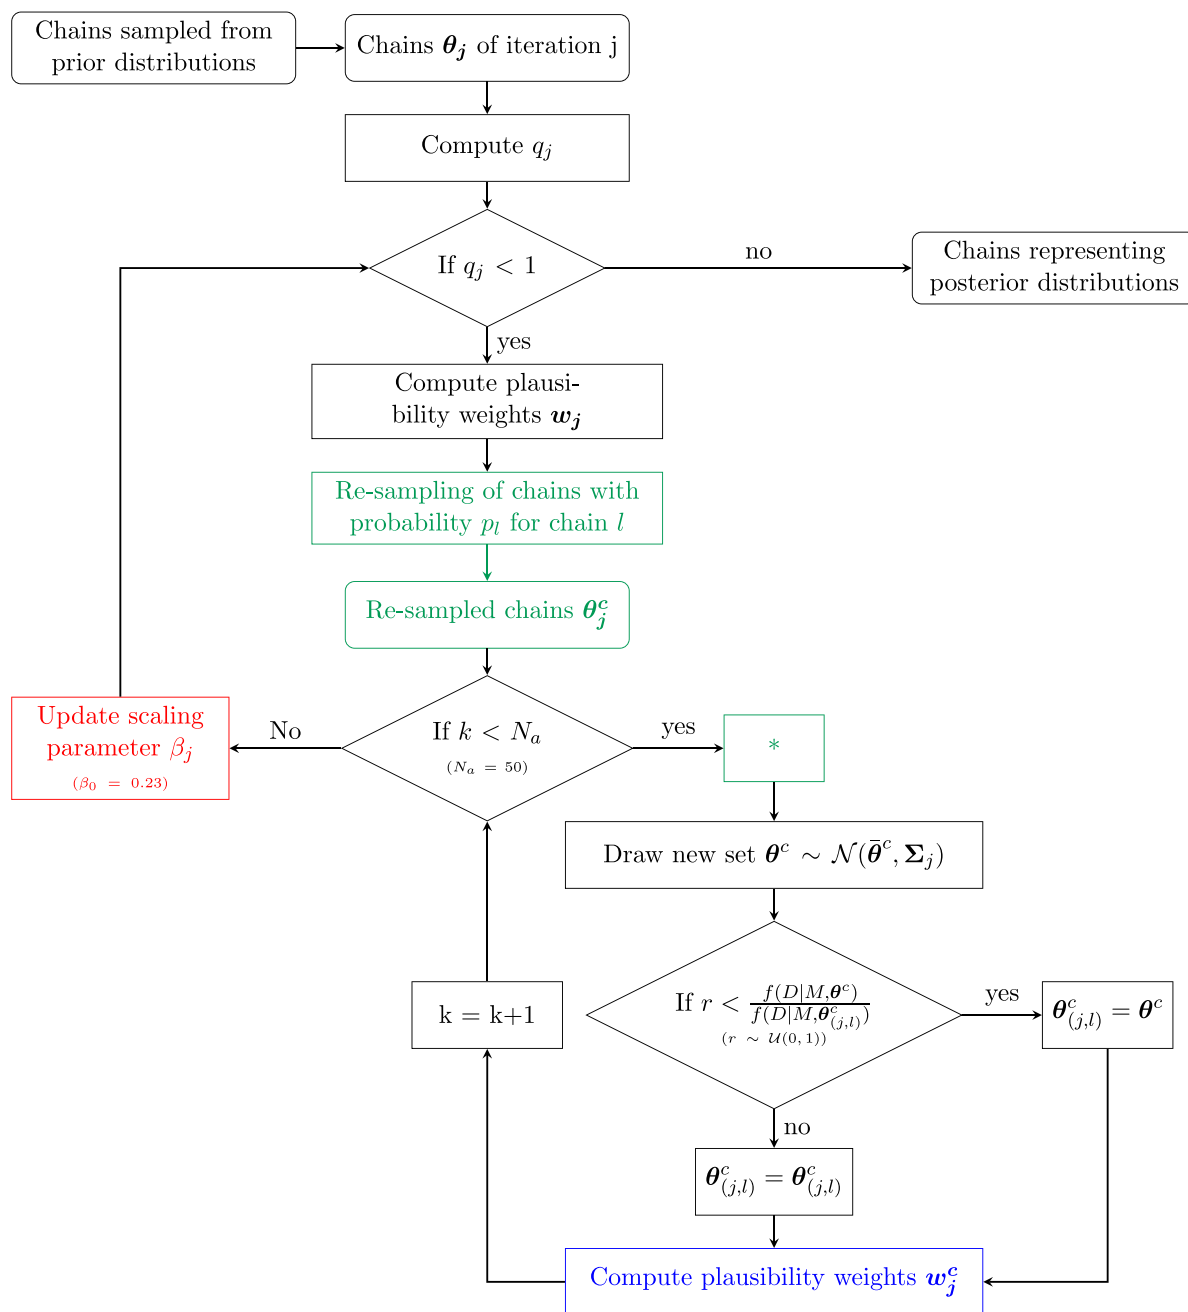 Chains sampled from
prior distributions
Chains θ_j of iteration j
Compute q_j
If q_j < 1
no
Chains representing
posterior distributions
yes
Compute plausi-
bility weights w_j
Re-sampling of chains with
probability p_l for chain l
Re-sampled chains θ_j^c
If k < N_a
(N_a = 50)
No
Update scaling
parameter β_j
(β_0 = 0.23)
yes
*
Draw new set θ^c ∼ 𝒩(θ̄^c, Σ_j)
If r < f(D|M,θ^c) / f(D|M,θ^c_(j,l))
(r ∼ 𝒰(0,1))
yes
θ^c_(j,l) = θ^c
k = k+1
no
θ^c_(j,l) = θ^c_(j,l)
Compute plausibility weights w_j^c